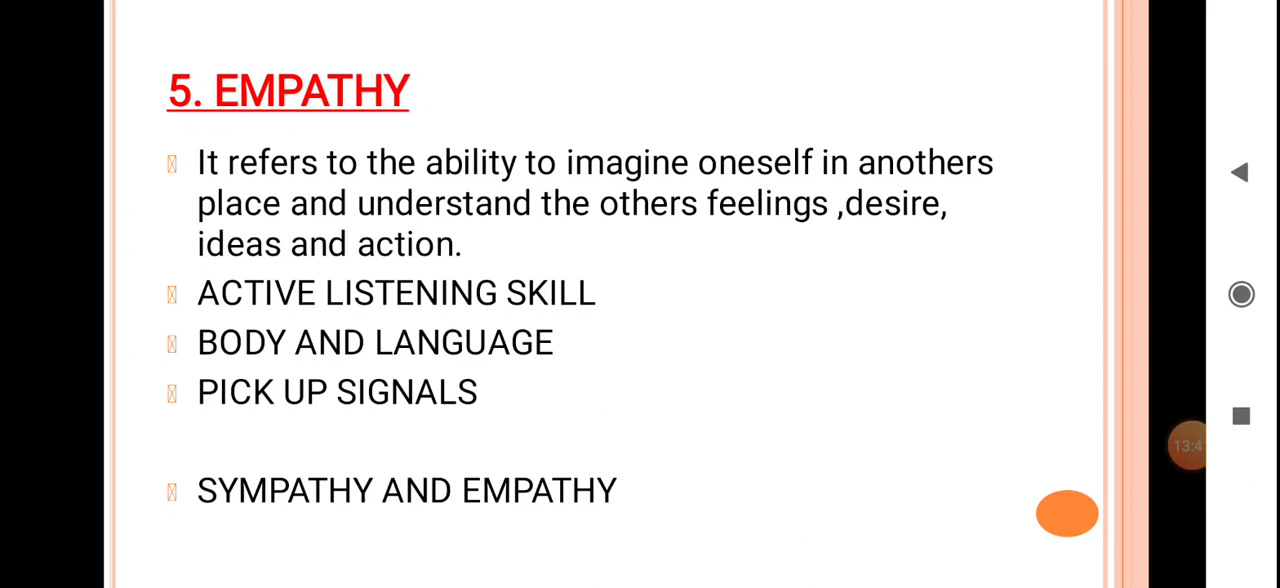 5. EMPATHY
It refers to the ability to imagine oneself in anothers
place and understand the others feelings ,desire,
ideas and action.
ACTIVE LISTENING SKILL
BODY AND LANGUAGE
PICK UP SIGNALS
SYMPATHY AND EMPATHY